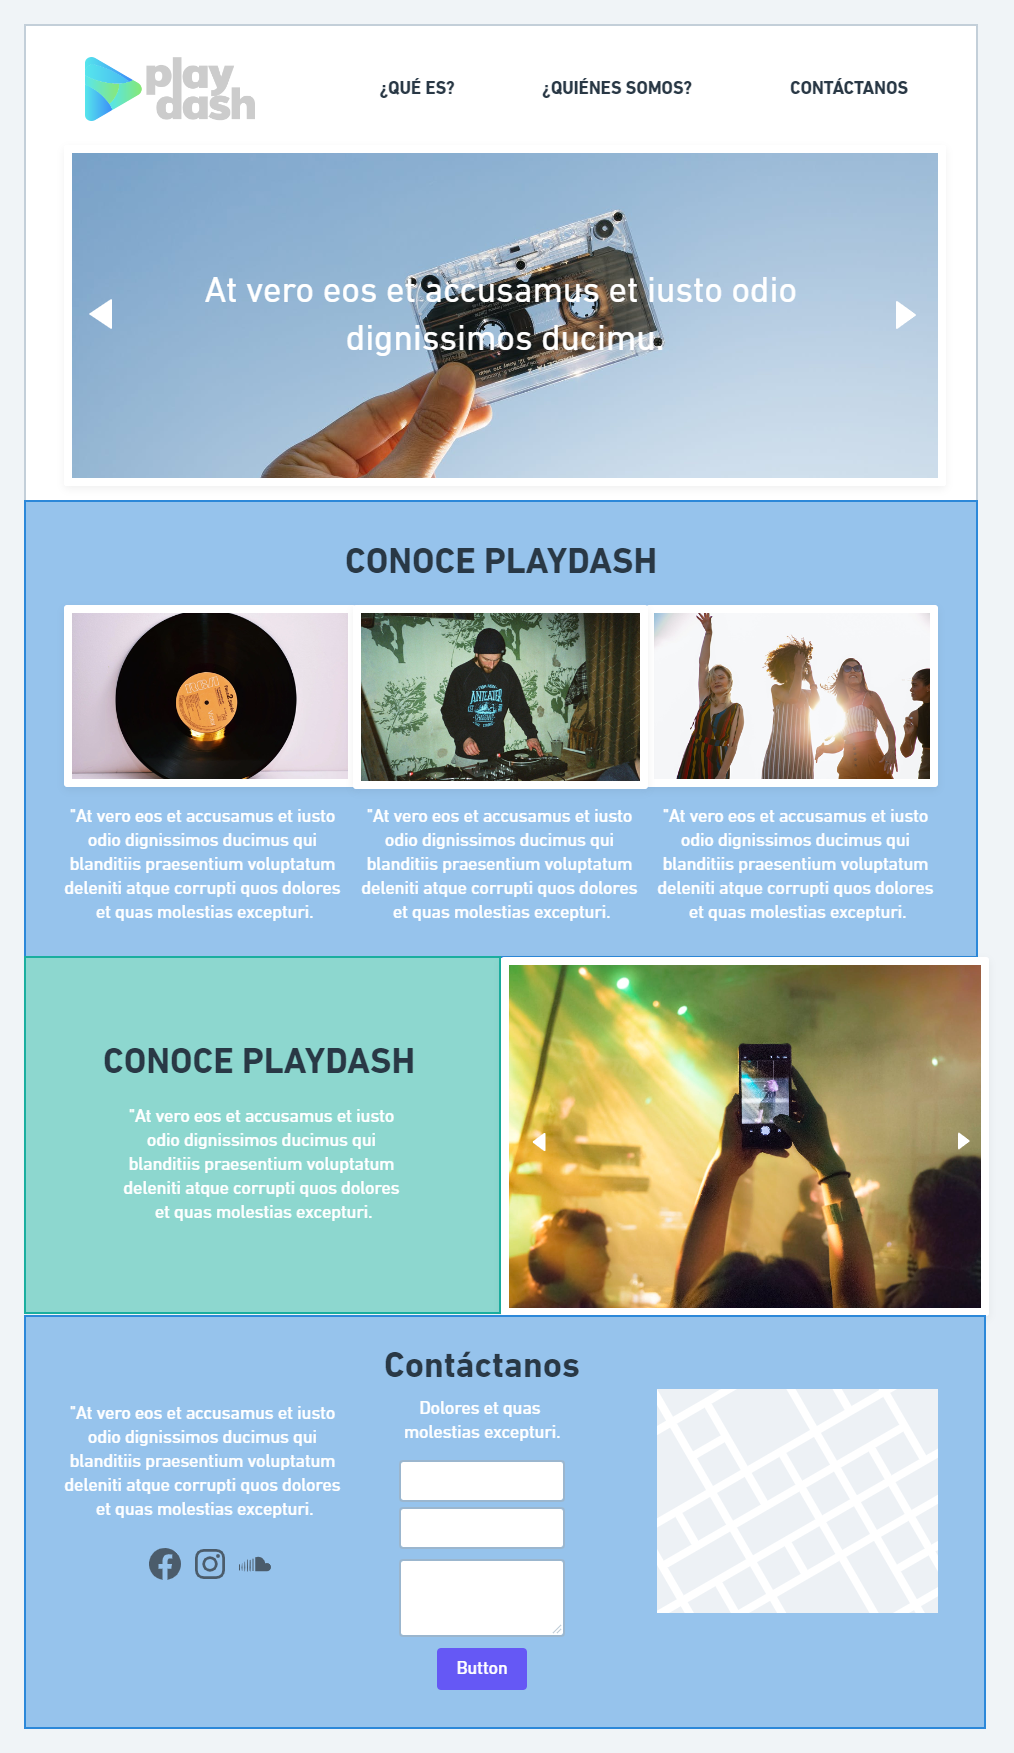 play
dash
¿QUÉ ES?
¿QUIÉNES SOMOS?
CONTÁCTANOS
At vero eos et accusamus et iusto odio
dignissimos ducimu.
CONOCE PLAYDASH
ANTEATER
"At vero eos et accusamus et iusto
odio dignissimos ducimus qui
blanditiis praesentium voluptatum
deleniti atque corrupti quos dolores
et quas molestias excepturi.
"At vero eos et accusamus et iusto
odio dignissimos ducimus qui
blanditiis praesentium voluptatum
deleniti atque corrupti quos dolores
et quas molestias excepturi.
"At vero eos et accusamus et iusto
odio dignissimos ducimus qui
blanditiis praesentium voluptatum
deleniti atque corrupti quos dolores
et quas molestias excepturi.
CONOCE PLAYDASH
"At vero eos et accusamus et iusto
odio dignissimos ducimus qui
blanditiis praesentium voluptatum
deleniti atque corrupti quos dolores
et quas molestias excepturi.
"At vero eos et accusamus et iusto
odio dignissimos ducimus qui
blanditiis praesentium voluptatum
deleniti atque corrupti quos dolores
et quas molestias excepturi.
Contáctanos
Dolores et quas
molestias excepturi.
Button